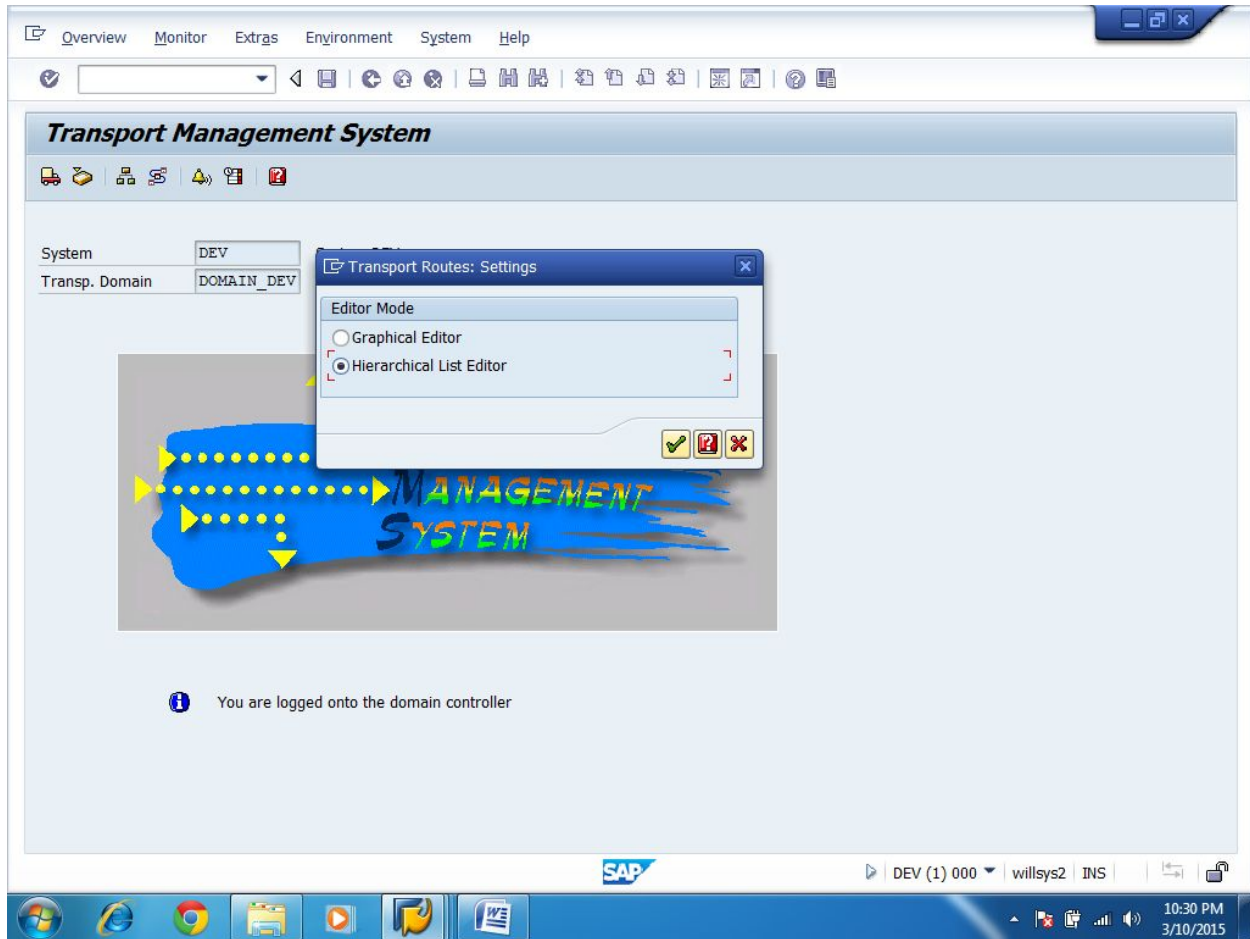 Overview Monitor Extras Environment System Help
Transport Management System
System DEV
Transp. Domain DOMAIN_DEV
Transport Routes: Settings
Editor Mode
Graphical Editor
Hierarchical List Editor
MANAGEMENT
SYSTEM
You are logged onto the domain controller
SAP
DEV (1) 000 willsys2 INS
10:30 PM
3/10/2015